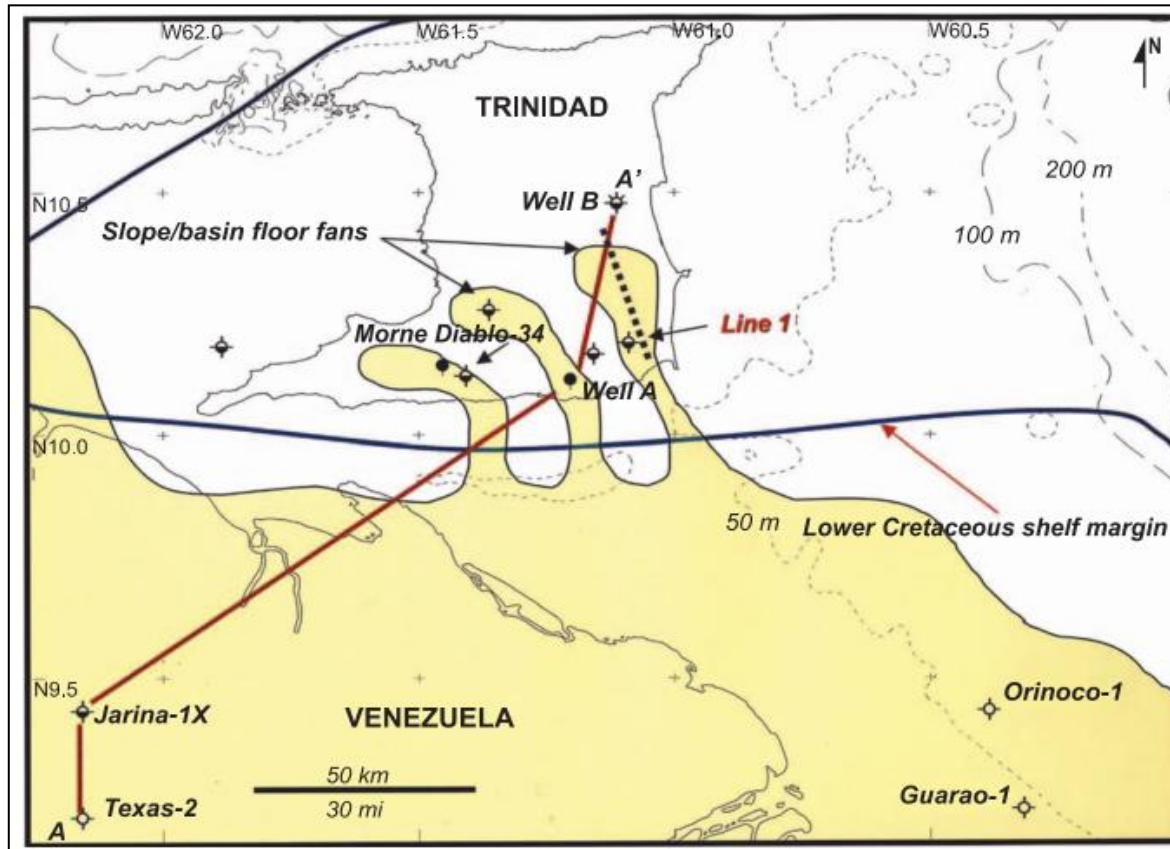 W62.0
W61.5
W61.0
W60.5
N
TRINIDAD
200 m
A'
Well B
N10.5
100 m
Slope/basin floor fans
Line 1
Morne Diablo-34
Well A
N10.0
50 m
Lower Cretaceous shelf margin
N9.5
Jarina-1X
Orinoco-1
VENEZUELA
50 km
30 mi
Texas-2
Guarao-1
A